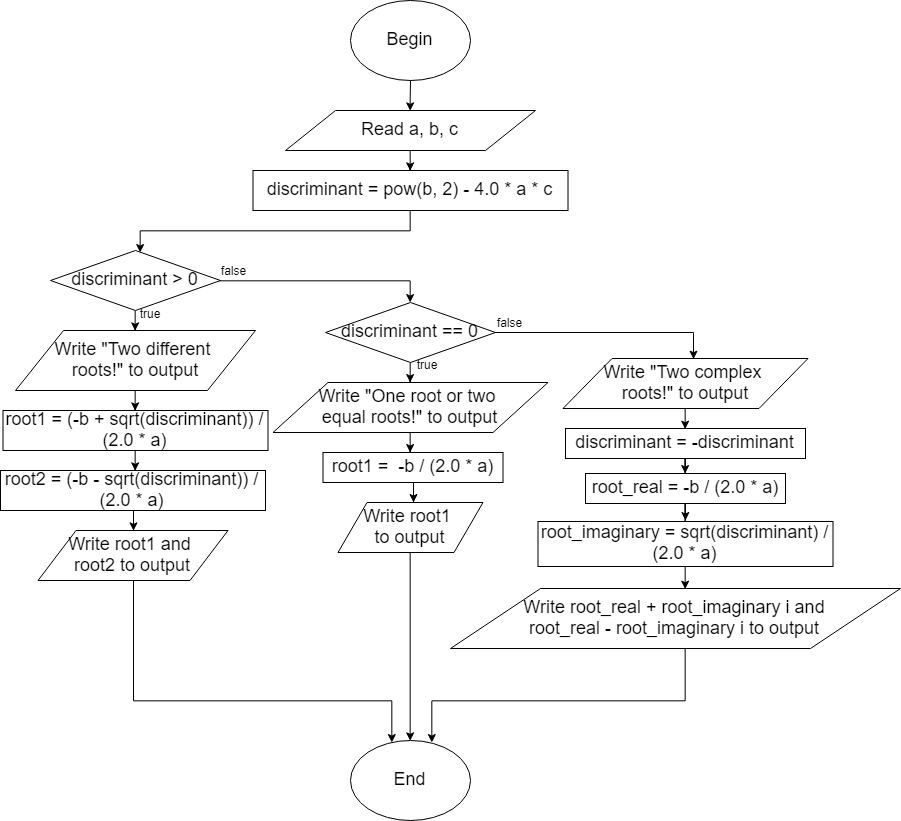 Begin
Read a, b, c
discriminant = pow(b, 2) - 4.0 * a * c
discriminant > 0
false
true
Write "Two different
roots!" to output
root1 = (-b + sqrt(discriminant)) /
(2.0 * a)
root2 = (-b - sqrt(discriminant)) /
(2.0 * a)
Write root1 and
root2 to output
discriminant == 0
false
true
Write "One root or two
equal roots!" to output
root1 = -b / (2.0 * a)
Write root1
to output
Write "Two complex
roots!" to output
discriminant = -discriminant
root_real = -b / (2.0 * a)
root_imaginary = sqrt(discriminant) /
(2.0 * a)
Write root_real + root_imaginary i and
root_real - root_imaginary i to output
End